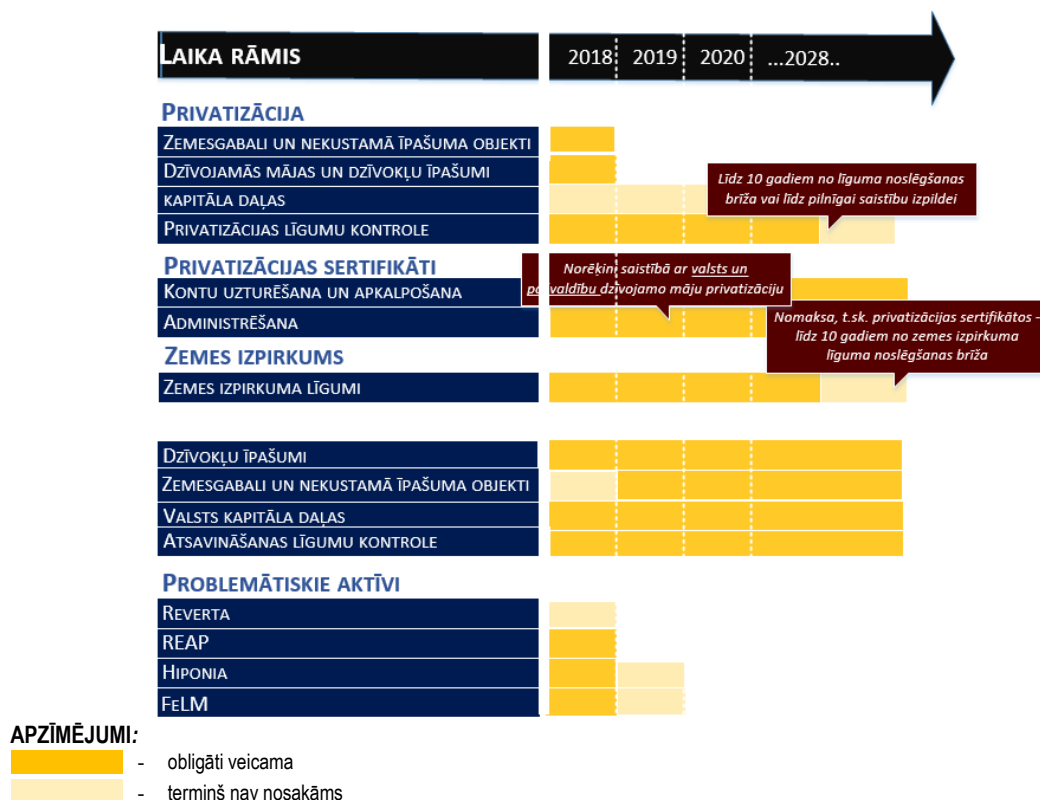 LAIKA RĀMIS
2018 2019 2020 ...2028..
PRIVATIZĀCIJA
ZEMESGABALI UN NEKUSTAMĀ ĪPAŠUMA OBJEKTI
DZĪVOJAMĀS MĀJAS UN DZĪVOKĻU ĪPAŠUMI
KAPITĀLA DAĻAS
Līdz 10 gadiem no līguma noslēgšanas
brīža vai līdz pilnīgai saistību izpildei
PRIVATIZĀCIJAS LĪGUMU KONTROLE
PRIVATIZĀCIJAS SERTIFIKĀTI
KONTU UZTURĒŠANA UN APKALPOŠANA
Norēķini saistībā ar valsts un
pašvaldību dzīvojamo māju privatizāciju
ADMINISTRĒŠANA
Nomaksa, t.sk. privatizācijas sertifikātos -
līdz 10 gadiem no zemes izpirkuma
līguma noslēgšanas brīža
ZEMES IZPIRKUMS
ZEMES IZPIRKUMA LĪGUMI
DZĪVOKĻU ĪPAŠUMI
ZEMESGABALI UN NEKUSTAMĀ ĪPAŠUMA OBJEKTI
VALSTS KAPITĀLA DAĻAS
ATSAVINĀŠANAS LĪGUMU KONTROLE
PROBLEMĀTISKIE AKTĪVI
REVERTA
REAP
HIPONIA
FELM
APZĪMĒJUMI:
- obligāti veicama
- termiņš nav nosakāms